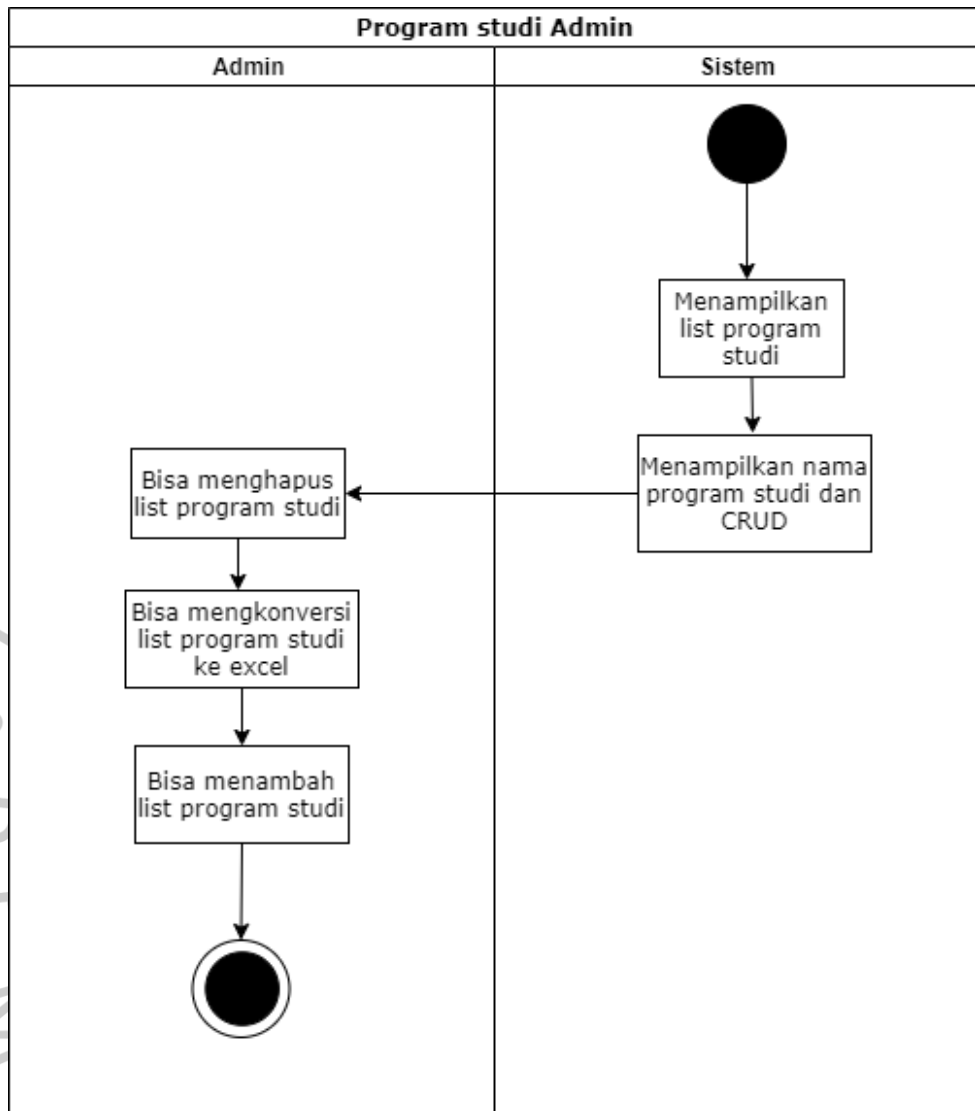 Program studi Admin
Admin
Sistem
Menampilkan
list program
studi
Menampilkan nama
program studi dan
CRUD
Bisa menghapus
list program studi
Bisa mengkonversi
list program studi
ke excel
Bisa menambah
list program studi